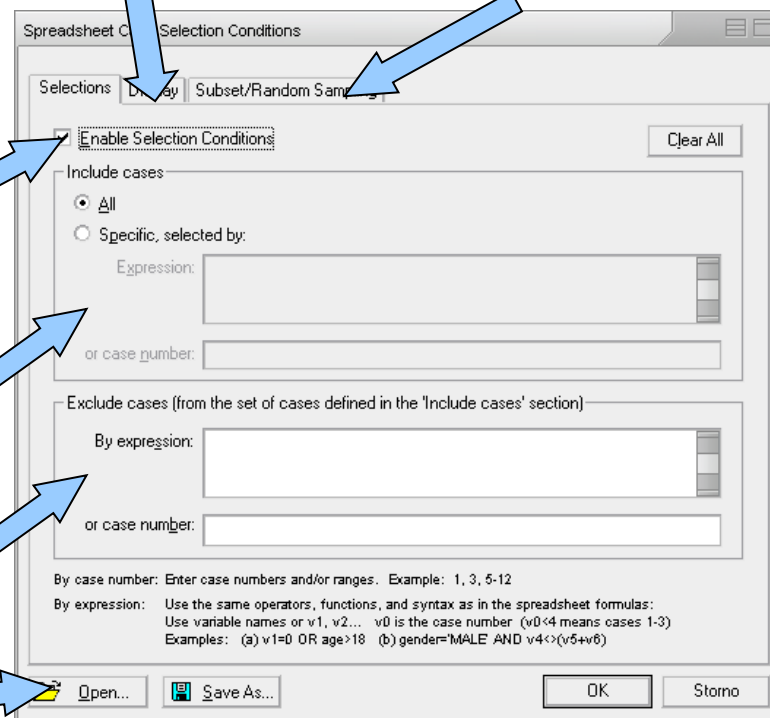 Spreadsheet C Selection Conditions
Selections Subset/Random
Enable Selection Conditions Clear All
Include cases
All
Specific, selected by:
Expression:
or case number:
Exclude cases (from the set of cases defined in the 'Include cases' section)
By expression:
or case number:
By case number: Enter case numbers and/or ranges. Example: 1, 3, 5-12
By expression: Use the same operators, functions, and syntax as in the spreadsheet formulas:
Use variable names or v1, v2... v0 is the case number (v0<4 means cases 1-3)
Examples: (a) v1=0 OR age>18 (b) gender='MALE' AND v4<>(v5+v6)
Open... Save As... OK Storno